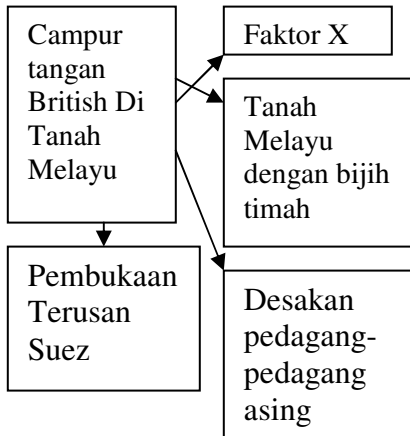 Campur
tangan
British Di
Tanah
Melayu
Faktor X
Tanah
Melayu
dengan bijih
timah
Pembukaan
Terusan
Suez
Desakan
pedagang-
pedagang
asing